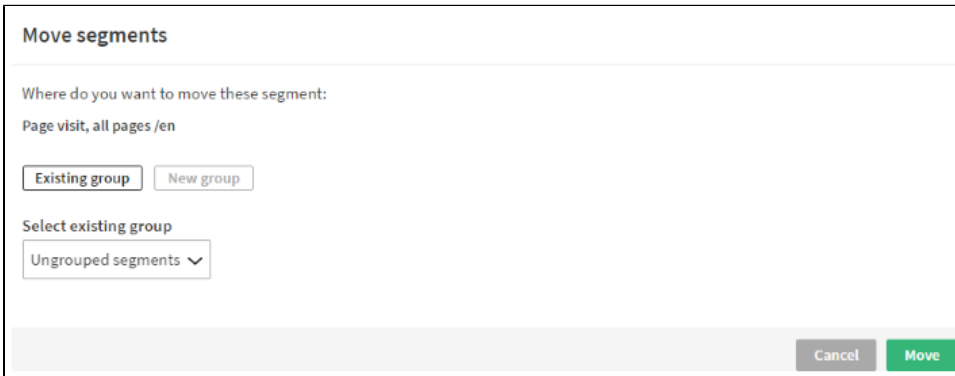 Move segments
Where do you want to move these segment:
Page visit, all pages /en
Existing group New group
Select existing group
Ungrouped segments
Cancel Move